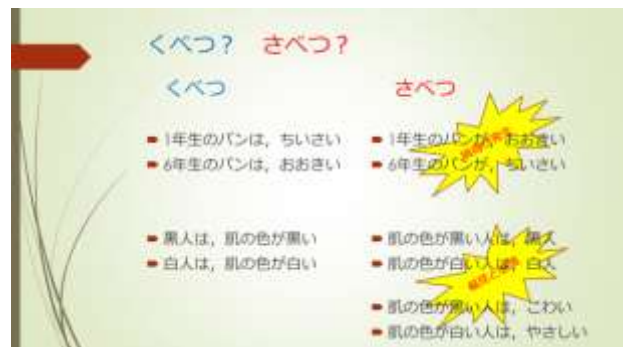 くべつ? さべつ?
くべつ
さべつ
1年生のパンは，ちいさい
6年生のパンは，おおきい
1年生のパンが，おおきい
6年生のパンが，ちいさい
黒人は，肌の色が黒い
白人は，肌の色が白い
肌の色が黒い人は，黒人
肌の色が白い人は，白人
肌の色が黒い人は，こわい
肌の色が白い人は，やさしい